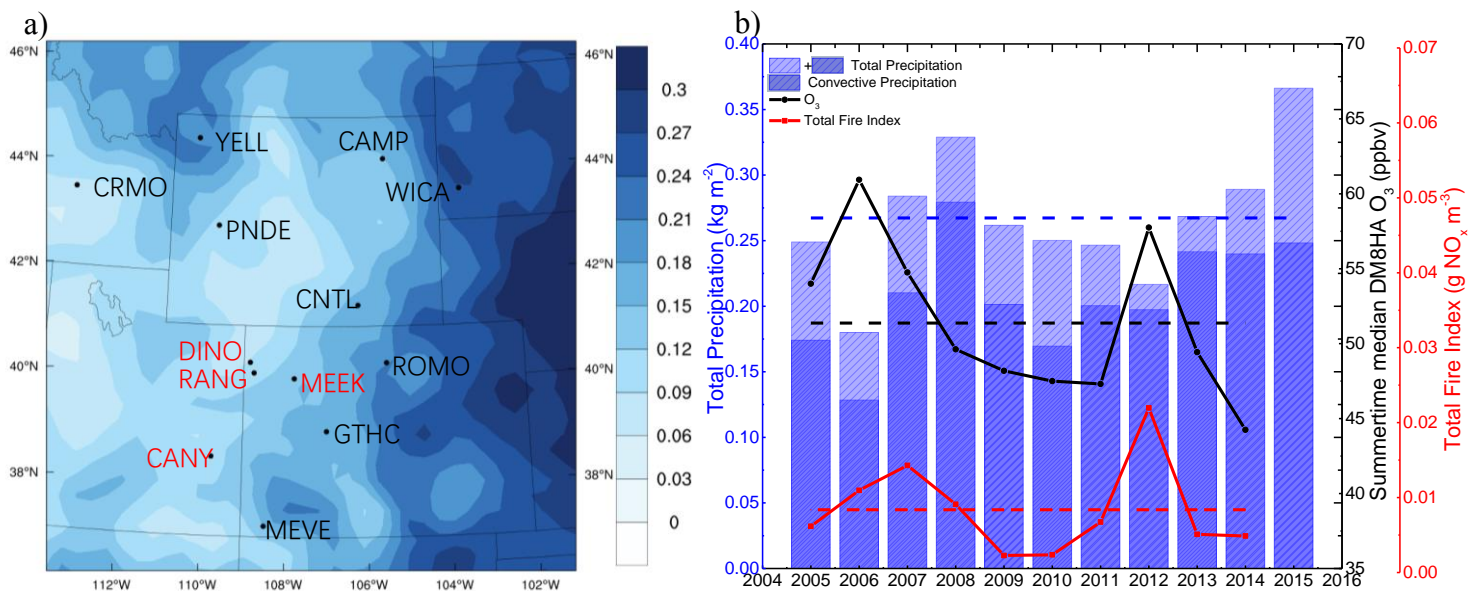 a)
46°N
44°N
42°N
40°N
38°N
46°N
44°N
42°N
40°N
38°N
YELL
CAMP
CRMO
WICA
PNDE
CNTL
DINO
RANG
MEEK
ROMO
GTHC
CANY
MEVE
112°W
110°W
108°W
106°W
104°W
102°W
0.3
0.27
0.24
0.21
0.18
0.15
0.12
0.09
0.06
0.03
0
b)
+ Total Precipitation
Convective Precipitation
O3
Total Fire Index
Total Precipitation (kg m-2)
0.40
0.35
0.30
0.25
0.20
0.15
0.10
0.05
0.00
2004 2005 2006 2007 2008 2009 2010 2011 2012 2013 2014 2015 2016
70
65
60
55
50
45
40
35
Summertime median DM8HA O3 (ppbv)
0.07
0.06
0.05
0.04
0.03
0.02
0.01
0.00
Total Fire Index (g NOx m-3)